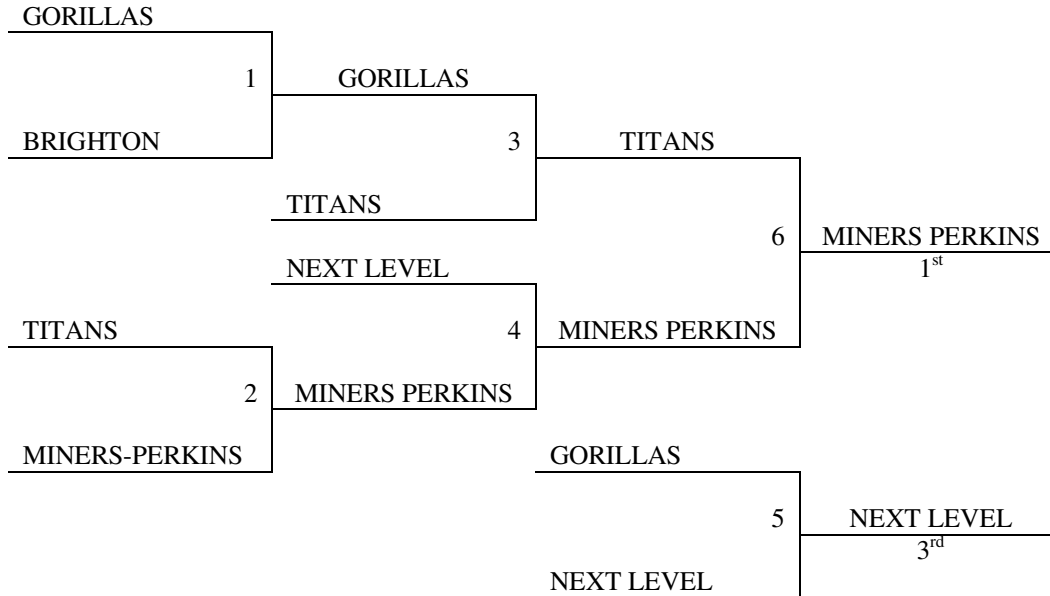 GORILLAS
1 GORILLAS
BRIGHTON
3 TITANS
TITANS
6 MINERS PERKINS
1st
NEXT LEVEL
TITANS
4 MINERS PERKINS
2 MINERS PERKINS
MINERS-PERKINS
GORILLAS
5 NEXT LEVEL
3rd
NEXT LEVEL